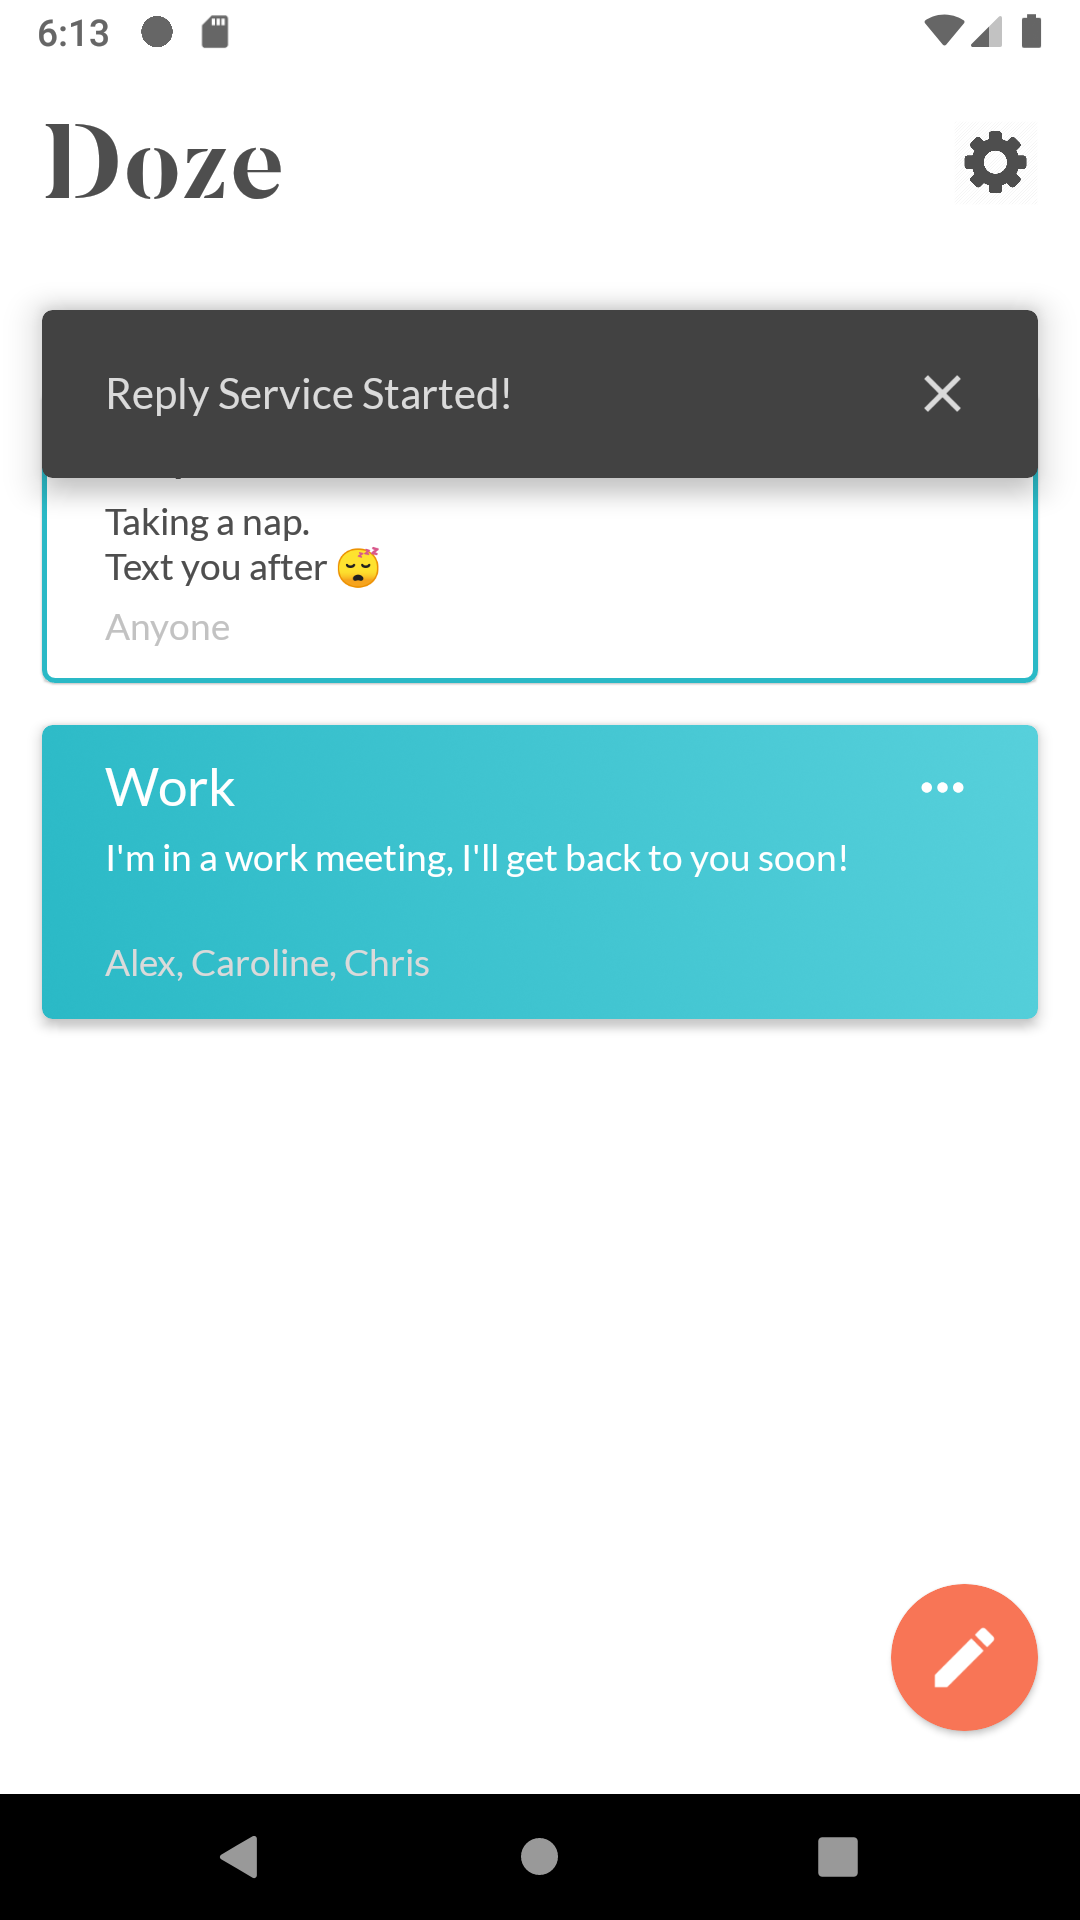 6:13
Doze
Reply Service Started!
Taking a nap.
Text you after 😴
Anyone
Work
I'm in a work meeting, I'll get back to you soon!
Alex, Caroline, Chris